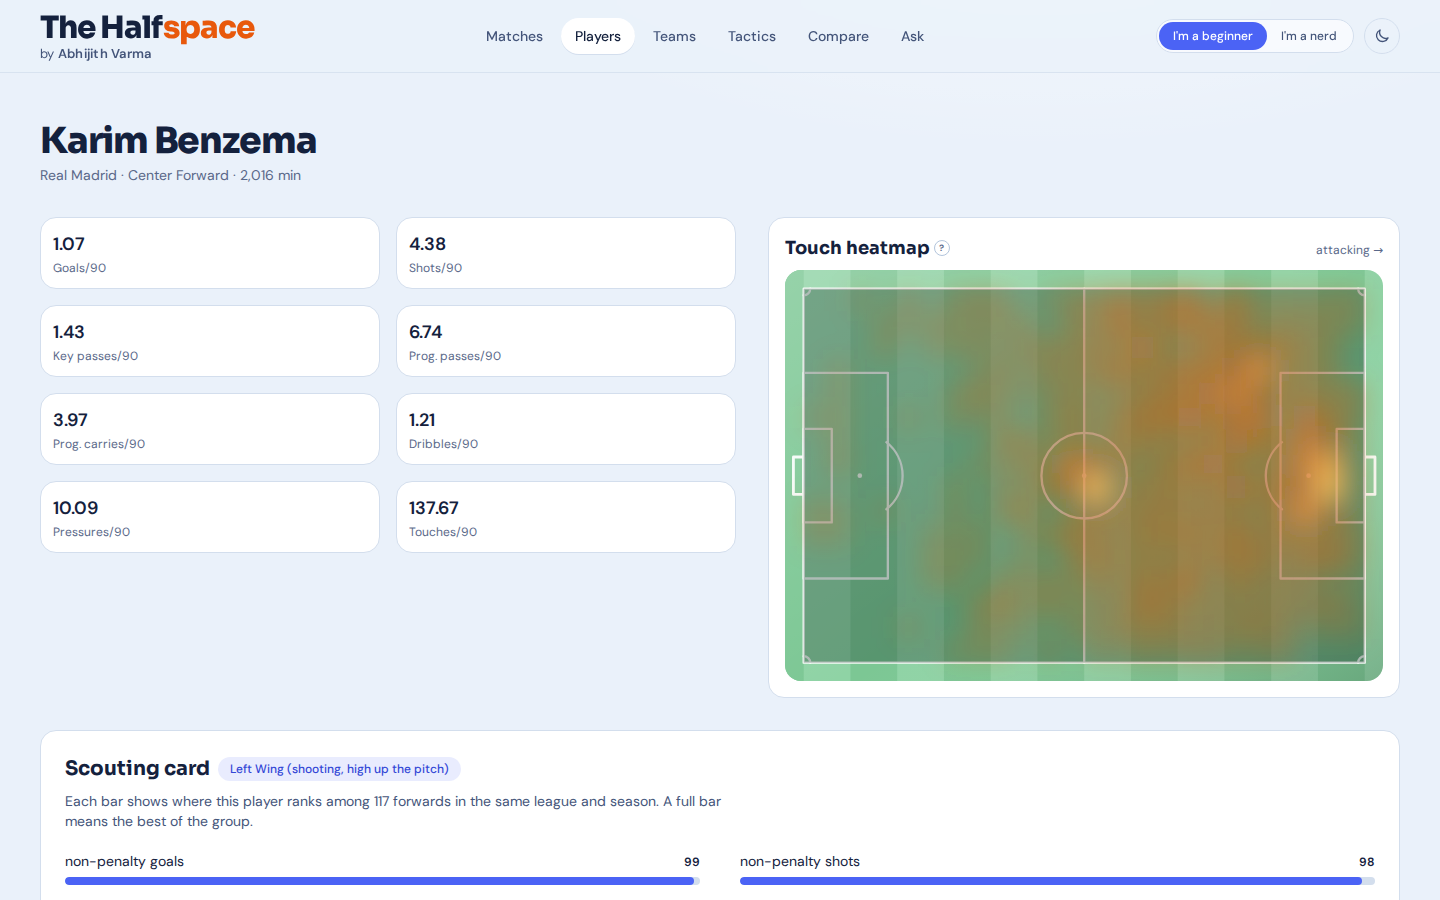 The Halfspace
by Abhijith Varma
Matches
Players
Teams
Tactics
Compare
Ask
I'm a beginner
I'm a nerd
Karim Benzema
Real Madrid · Center Forward · 2,016 min
1.07
Goals/90
4.38
Shots/90
1.43
Key passes/90
6.74
Prog. passes/90
3.97
Prog. carries/90
1.21
Dribbles/90
10.09
Pressures/90
137.67
Touches/90
Touch heatmap ?
attacking →
Scouting card
Left Wing (shooting, high up the pitch)
Each bar shows where this player ranks among 117 forwards in the same league and season. A full bar
means the best of the group.
non-penalty goals 99
non-penalty shots 98